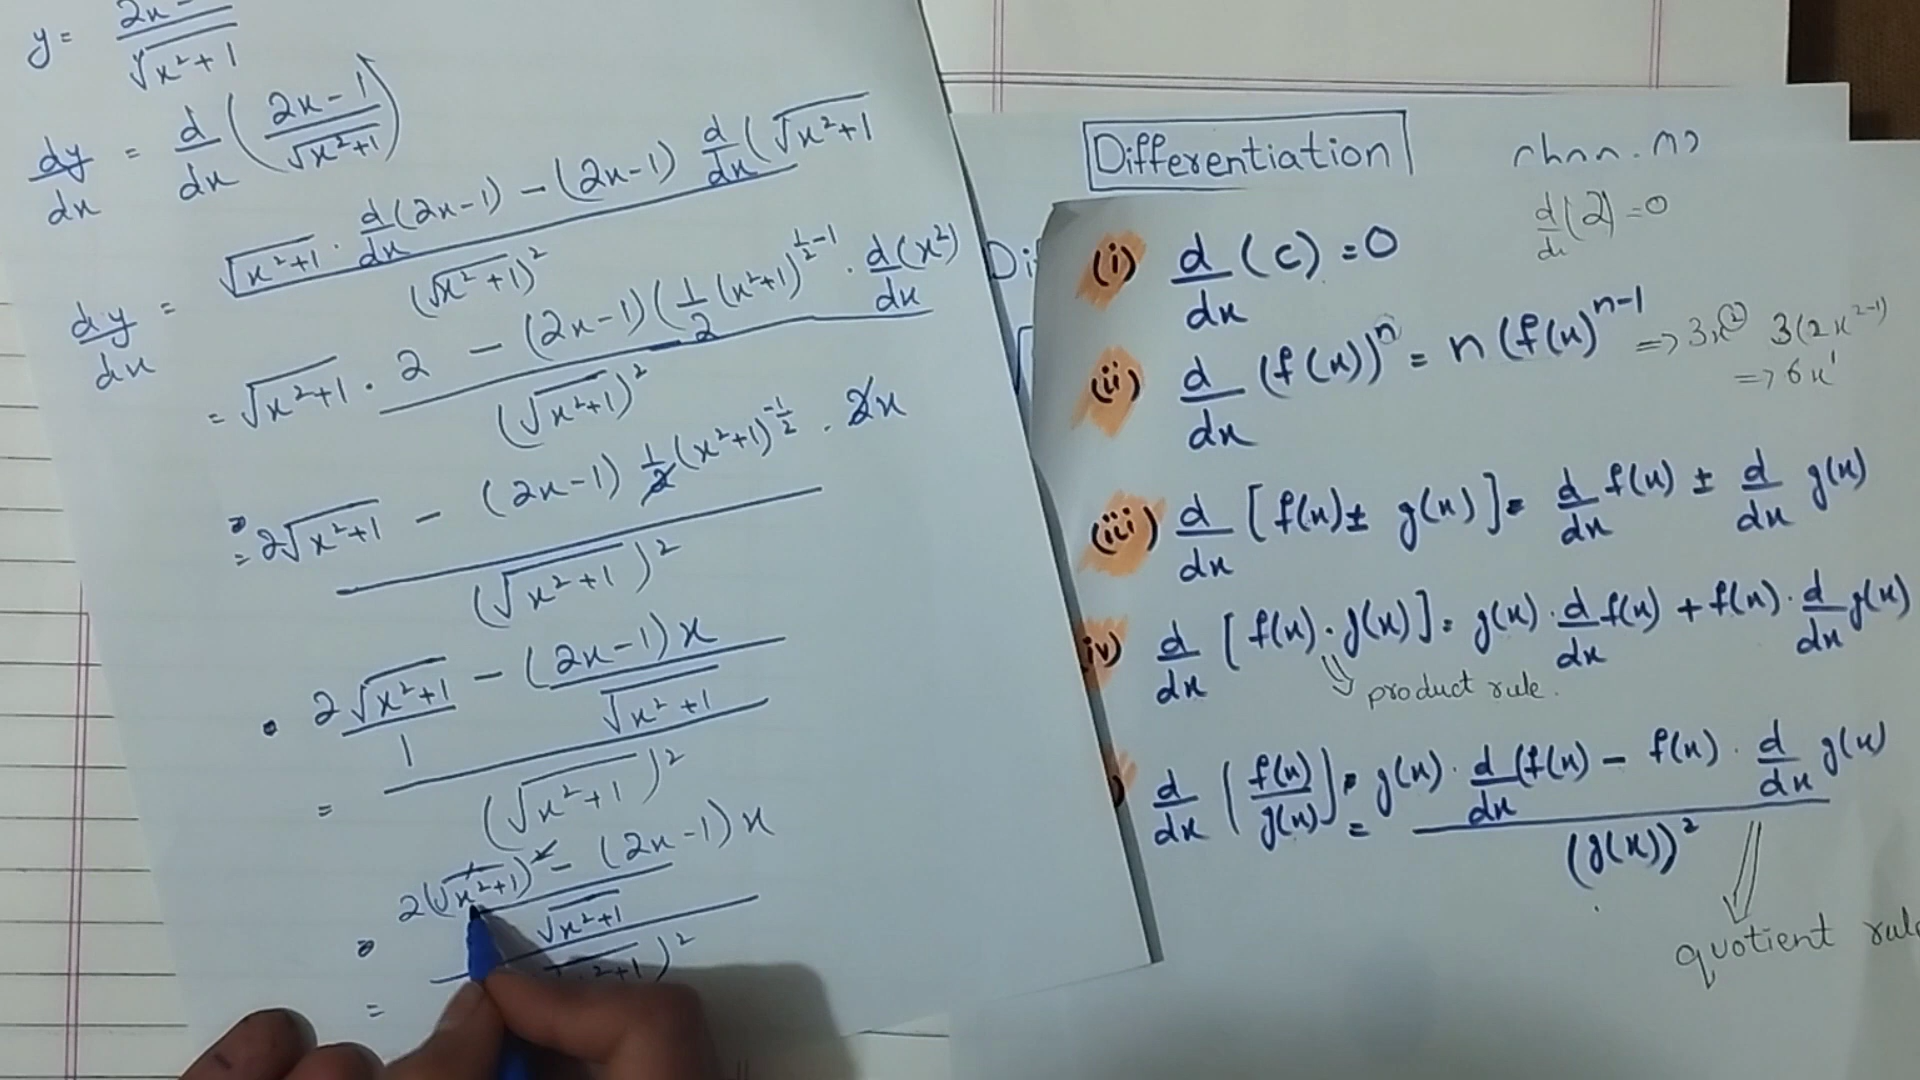 y = 2x - / √x²+1
dy/dx = d/dx (2x-1 / √x²+1)
dy/dx = √x²+1 · d/dx (2x-1) - (2x-1) d/dx (√x²+1 / (√x²+1)²
= √x²+1 · 2 - (2x-1)(1/2 (x²+1)^{1/2 -1} · d/dx (x²) / (√x²+1)²
= 2√x²+1 - (2x-1) 1/2 (x²+1)^{-1/2} · 2x / (√x²+1)²
= 2√x²+1 / 1 - (2x-1)x / √x²+1 / (√x²+1)²
= 2(√x²+1)² - (2x-1)x / √x²+1 / ²+1)²
Differentiation
d/dx (2) = 0
Di
(i) d/dx (c) = 0
(ii) d/dx (f(x))ⁿ = n (f(x)ⁿ⁻¹ => 3x² 3(2x²⁻¹)
=> 6x¹
(iii) d/dx [f(x) ± g(x)] = d/dx f(x) ± d/dx g(x)
iv) d/dx [f(x) · g(x)] = g(x) · d/dx f(x) + f(x) · d/dx g(x)
product rule.
) d/dx (f(x)/g(x)] = g(x) · d/dx (f(x) - f(x) · d/dx g(x) / (g(x))²
quotient rule